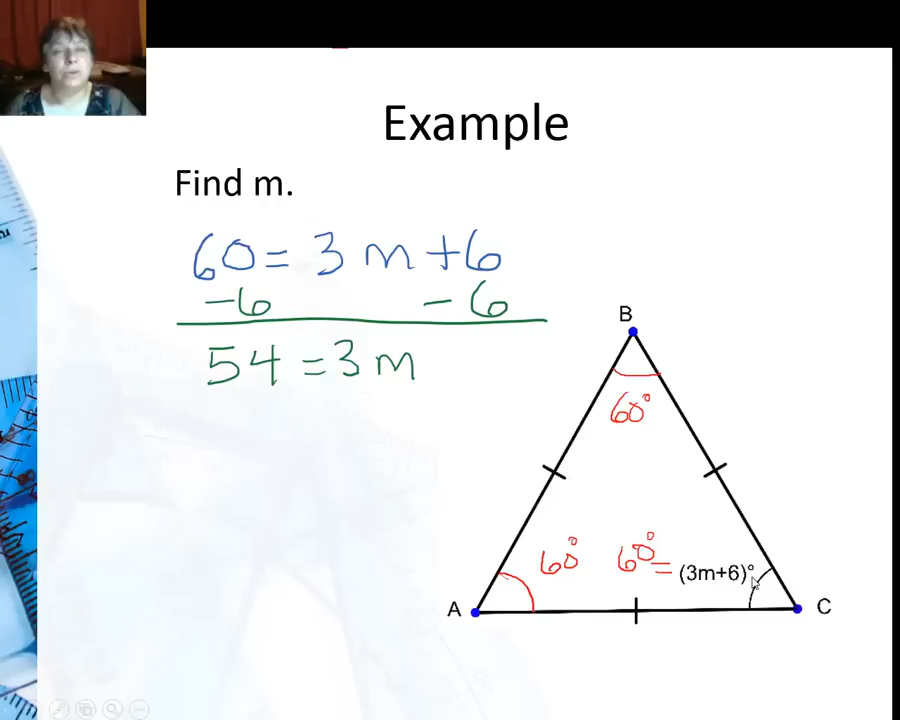 Example
Find m.
60 = 3m + 6
-6 - 6
54 = 3m
B
60°
60° 60° = (3m+6)°
A
C